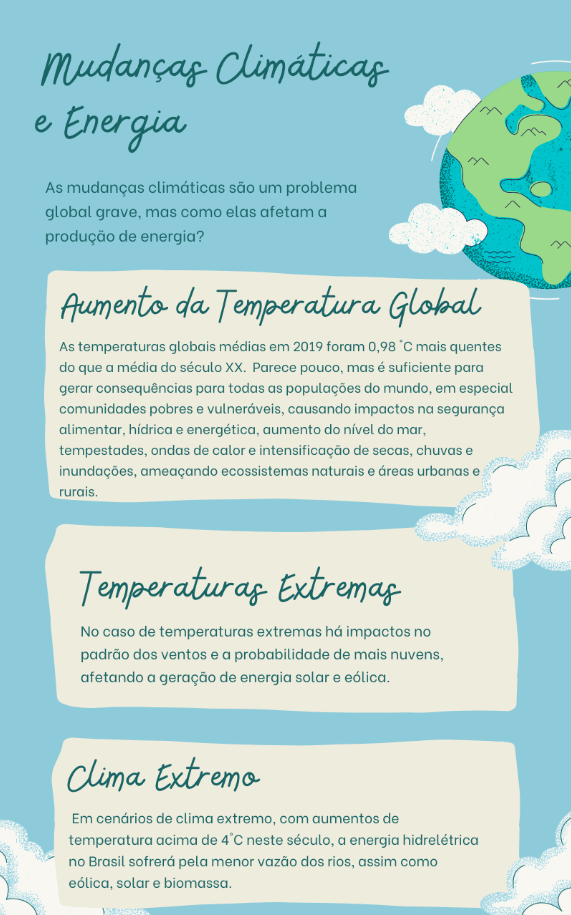 Mudanças Climáticas
e Energia
As mudanças climáticas são um problema
global grave, mas como elas afetam a
produção de energia?
Aumento da Temperatura Global
As temperaturas globais médias em 2019 foram 0,98 °C mais quentes
do que a média do século XX. Parece pouco, mas é suficiente para
gerar consequências para todas as populações do mundo, em especial
comunidades pobres e vulneráveis, causando impactos na segurança
alimentar, hídrica e energética, aumento do nível do mar,
tempestades, ondas de calor e intensificação de secas, chuvas e
inundações, ameaçando ecossistemas naturais e áreas urbanas e
rurais.
Temperaturas Extremas
No caso de temperaturas extremas há impactos no
padrão dos ventos e a probabilidade de mais nuvens,
afetando a geração de energia solar e eólica.
Clima Extremo
Em cenários de clima extremo, com aumentos de
temperatura acima de 4°C neste século, a energia hidrelétrica
no Brasil sofrerá pela menor vazão dos rios, assim como
eólica, solar e biomassa.